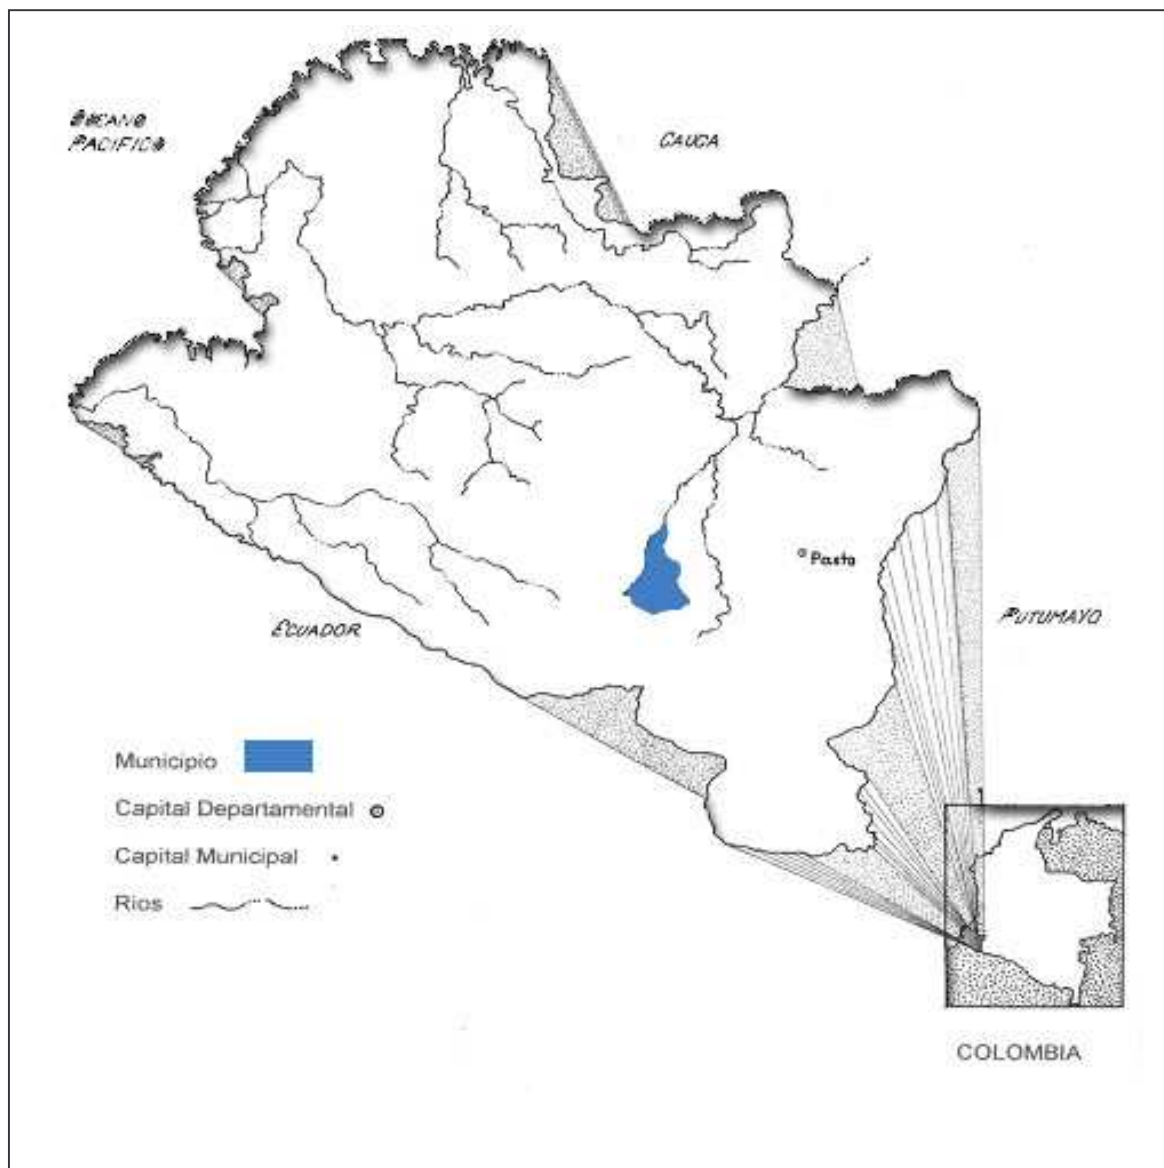 OCEANO
PACIFICO
CAUCA
Pasto
PUTUMAYO
ECUADOR
Municipio
Capital Departamental
Capital Municipal
Rios
COLOMBIA